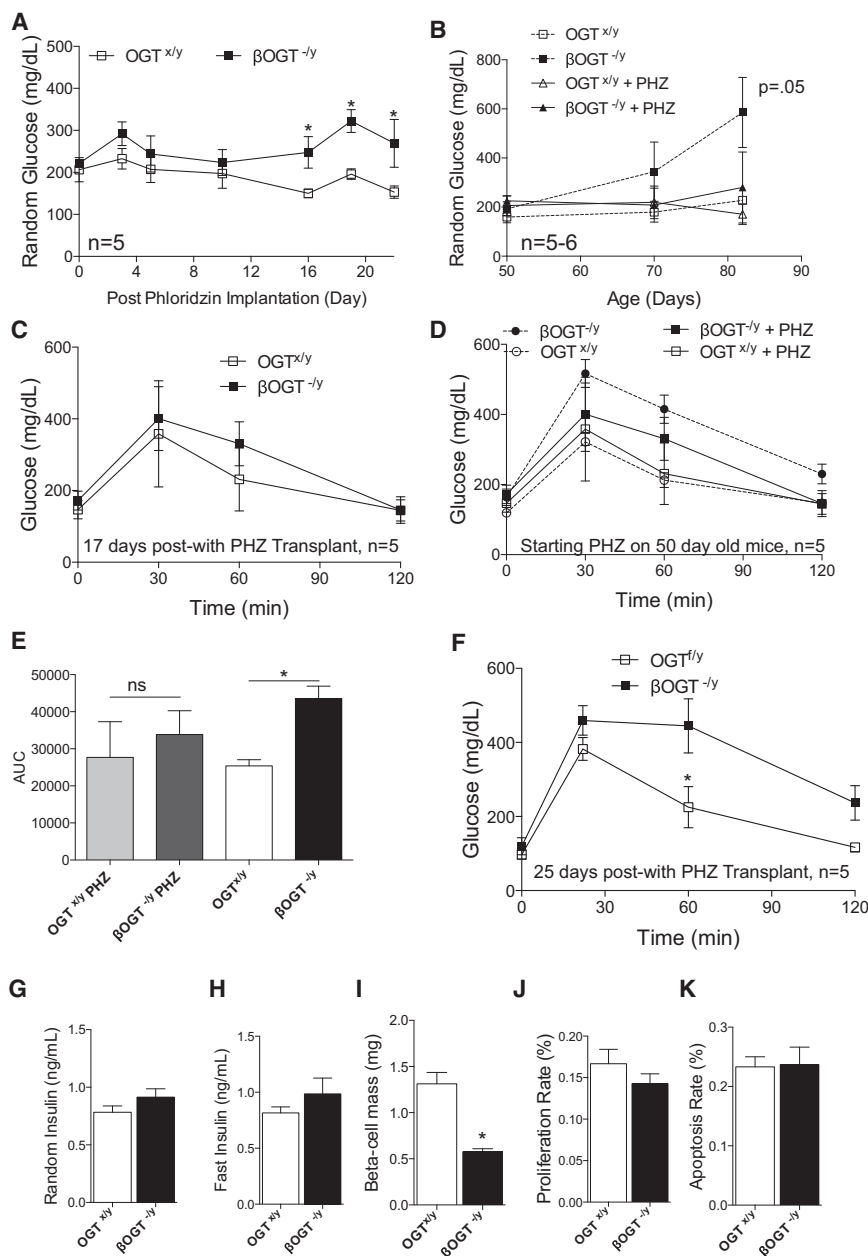 A
OGT x/y
βOGT -/y
Random Glucose (mg/dL)
500
400
300
200
100
0
* * *
n=5
0 4 8 12 16 20
Post Phloridzin Implantation (Day)
B
OGT x/y
βOGT -/y
OGT x/y + PHZ
βOGT -/y + PHZ
Random Glucose (mg/dL)
800
600
400
200
0
p=.05
n=5-6
50 60 70 80 90
Age (Days)
C
OGT x/y
βOGT -/y
Glucose (mg/dL)
600
400
200
0
17 days post-with PHZ Transplant, n=5
0 30 60 90 120
Time (min)
D
βOGT -/y
βOGT -/y + PHZ
OGT x/y
OGT x/y + PHZ
Glucose (mg/dL)
600
400
200
0
Starting PHZ on 50 day old mice, n=5
0 30 60 90 120
Time (min)
E
AUC
50000
40000
30000
20000
10000
0
ns
*
OGT x/y PHZ
βOGT -/y PHZ
OGT x/y
βOGT -/y
F
OGT f/y
βOGT -/y
Glucose (mg/dL)
600
400
200
0
*
25 days post-with PHZ Transplant, n=5
0 30 60 90 120
Time (min)
G
Random Insulin (ng/mL)
1.5
1.0
0.5
0.0
OGT x/y
βOGT -/y
H
Fast Insulin (ng/mL)
1.5
1.0
0.5
0.0
OGT x/y
βOGT -/y
I
Beta-cell mass (mg)
2.0
1.5
1.0
0.5
0.0
*
OGT x/y
βOGT -/y
J
Proliferation Rate (%)
0.20
0.15
0.10
0.05
0.00
OGT x/y
βOGT -/y
K
Apoptosis Rate (%)
0.3
0.2
0.1
0.0
OGT x/y
βOGT -/y